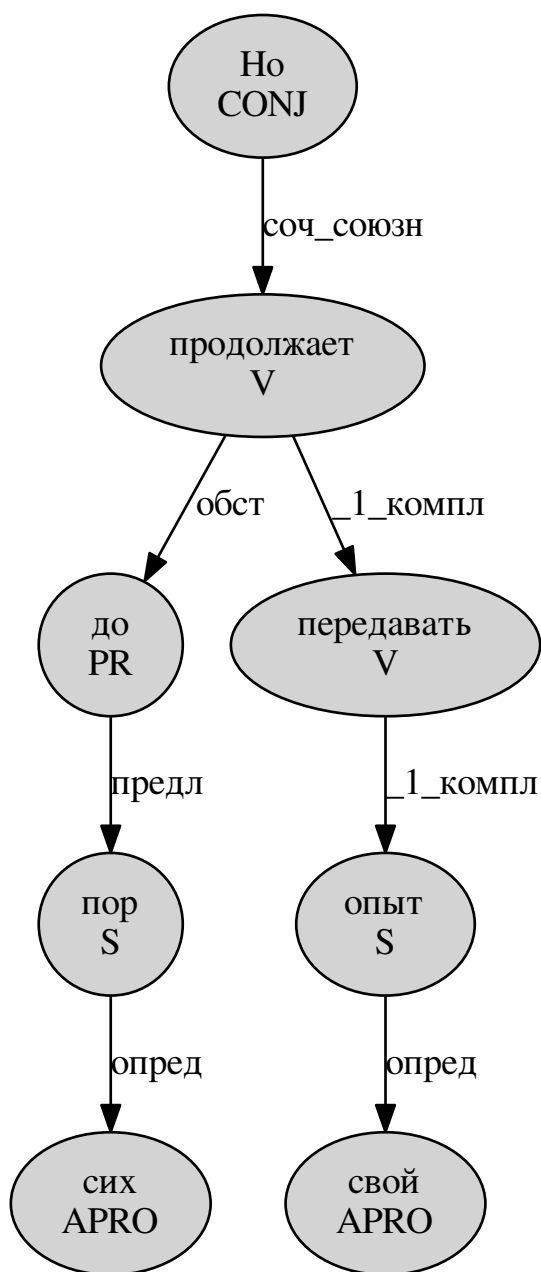 Но
CONJ
соч_союзн
продолжает
V
обст
_1_компл
до
PR
передавать
V
предл
_1_компл
пор
S
опыт
S
опред
опред
сих
APRO
свой
APRO